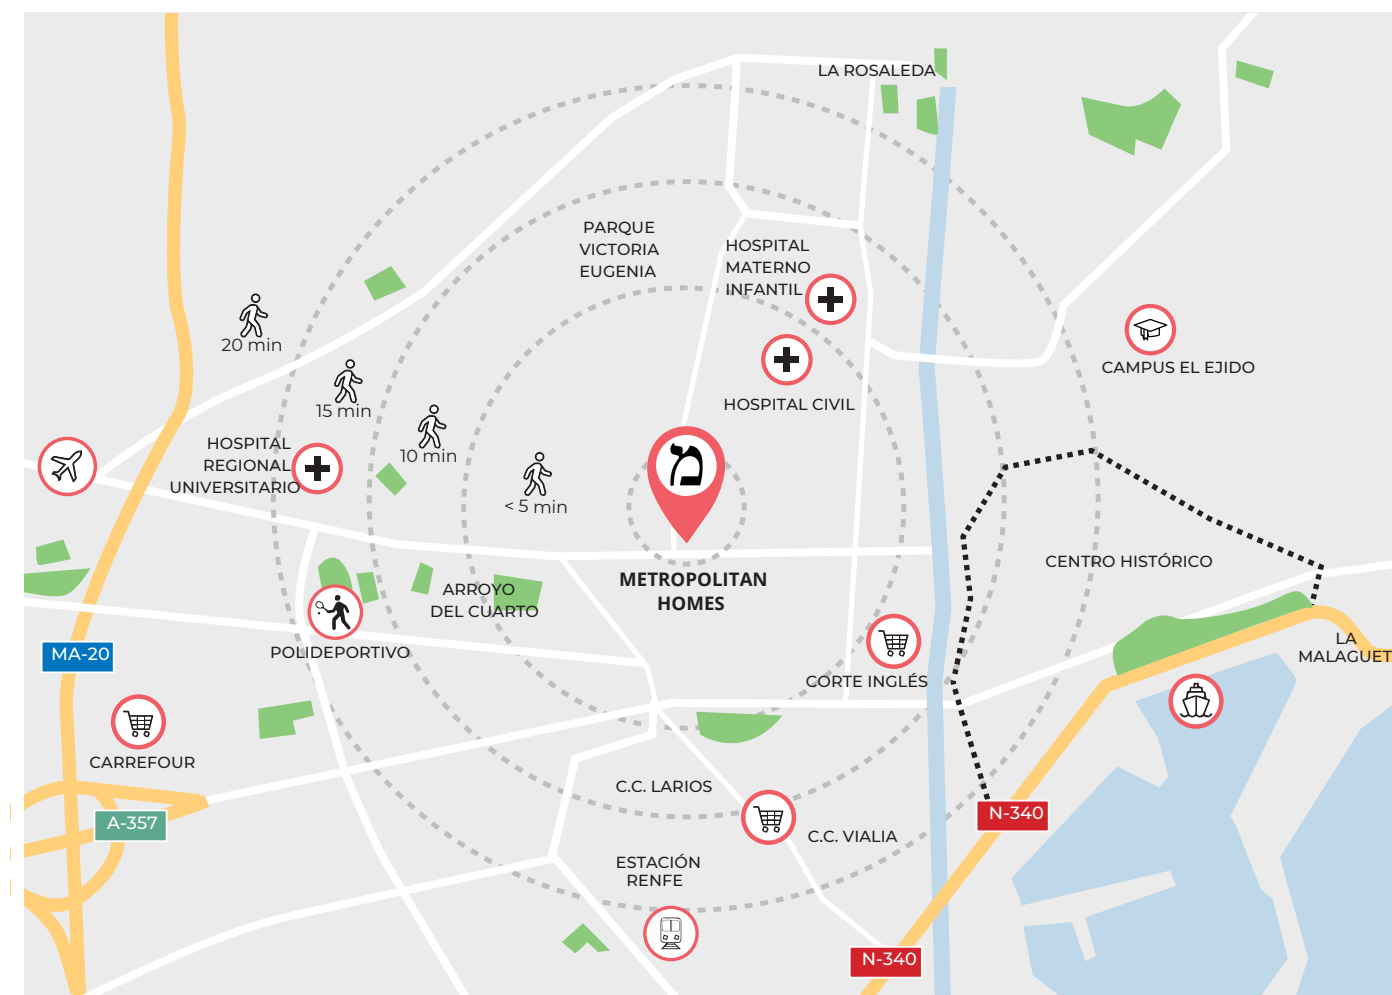 LA ROSALEDA
PARQUE
VICTORIA
EUGENIA
HOSPITAL
MATERNO
INFANTIL
20 min
15 min
10 min
< 5 min
CAMPUS EL EJIDO
HOSPITAL CIVIL
HOSPITAL
REGIONAL
UNIVERSITARIO
מ
METROPOLITAN
HOMES
CENTRO HISTÓRICO
ARROYO
DEL CUARTO
POLIDEPORTIVO
MA-20
CORTE INGLÉS
LA
MALAGUET
CARREFOUR
C.C. LARIOS
A-357
C.C. VIALIA
N-340
ESTACIÓN
RENFE
N-340